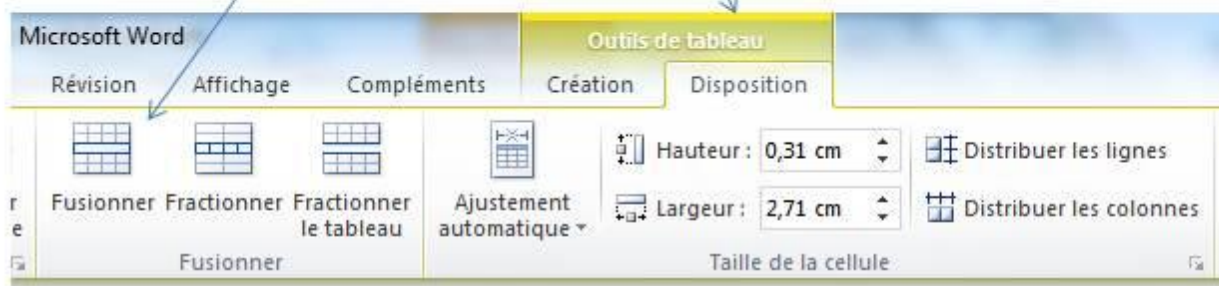 Microsoft Word
Outils de tableau
Révision Affichage Compléments Création Disposition
r
e
Fusionner Fractionner Fractionner
le tableau
Fusionner
Ajustement
automatique
Hauteur : 0,31 cm
Largeur : 2,71 cm
Distribuer les lignes
Distribuer les colonnes
Taille de la cellule